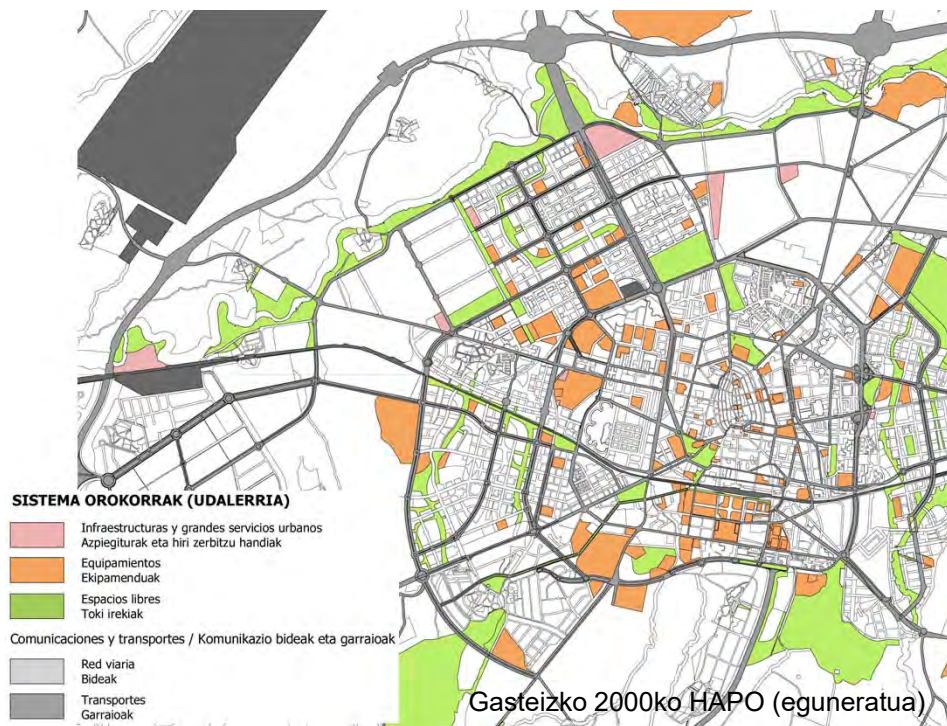 SISTEMA OROKORRAK (UDALERRIA)
Infraestructuras y grandes servicios urbanos
Azpiegiturak eta hiri zerbitzu handiak
Equipamientos
Ekipamenduak
Espacios libres
Toki irekiak
Comunicaciones y transportes / Komunikazio bideak eta garraioak
Red viaria
Bideak
Transportes
Garraioak
Gasteizko 2000ko HAPO (eguneratua)